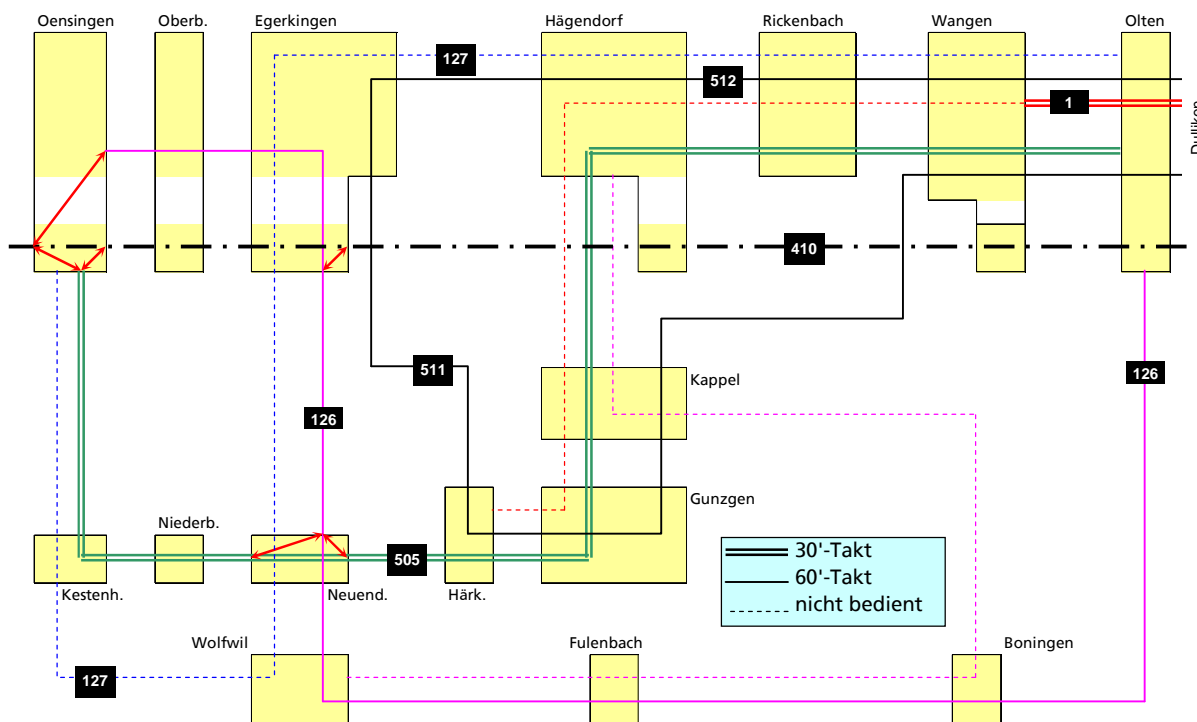 Oensingen
Oberb.
Egerkingen
Hägendorf
Rickenbach
Wangen
Olten
127
512
1
Dulliken
410
511
Kappel
126
126
Gunzgen
Niederb.
505
30'-Takt
60'-Takt
nicht bedient
Kestenh.
Neuend.
Härk.
Wolfwil
Fulenbach
Boningen
127